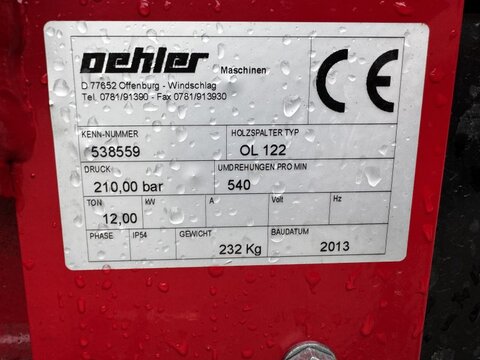 oehler Maschinen
D 77652 Offenburg - Windschlag
Tel. 0781/91390 - Fax 0781/913930
CE
KENN-NUMMER HOLZSPALTER TYP
538559 OL 122
DRUCK UMDREHUNGEN PRO MIN
210,00 bar 540
TON kW A Volt Hz
12,00
PHASE IP54 GEWICHT BAUDATUM
232 Kg 2013